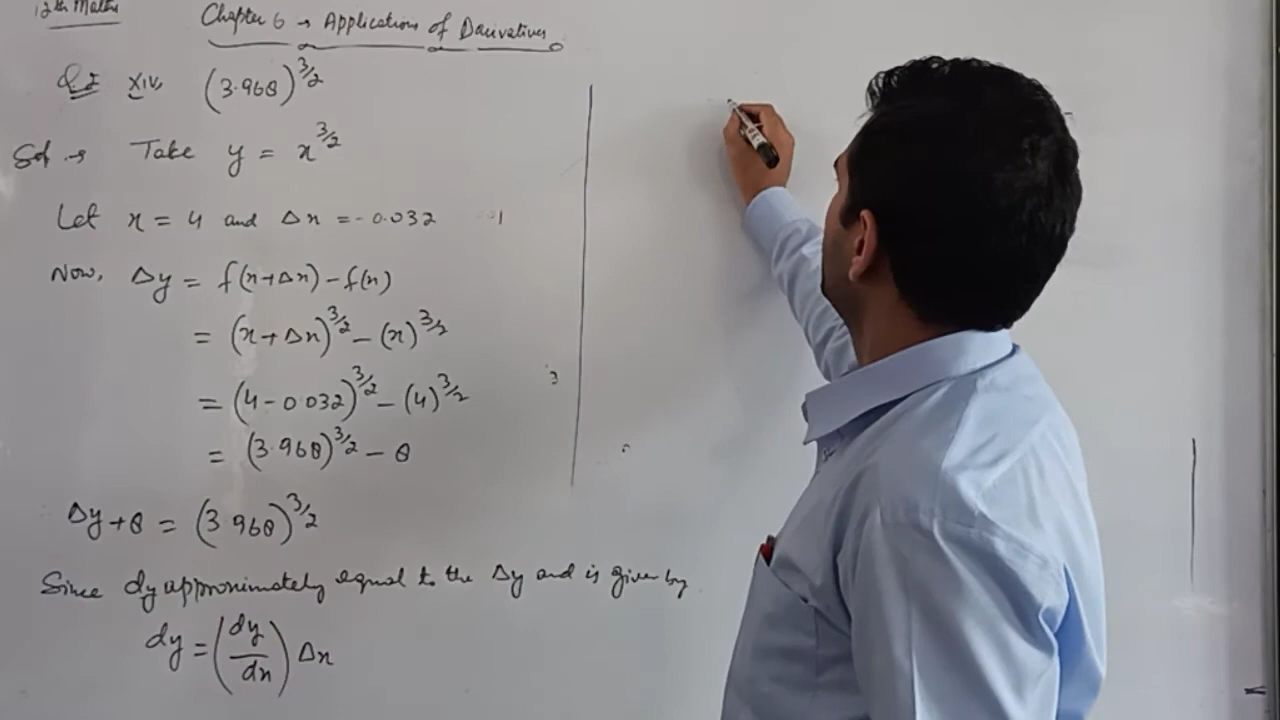 12th Maths
Chapter 6 → Applications of Derivatives
Q.I XIV, (3.968)^3/2
Sol → Take y = x^3/2
Let x = 4 and Δx = -0.032
Now, Δy = f(x+Δx) - f(x)
= (x+Δx)^3/2 - (x)^3/2
= (4-0.032)^3/2 - (4)^3/2
= (3.968)^3/2 - 8
Δy+8 = (3.968)^3/2
Since dy approximately equal to the Δy and is given by
dy = (dy/dx) Δx